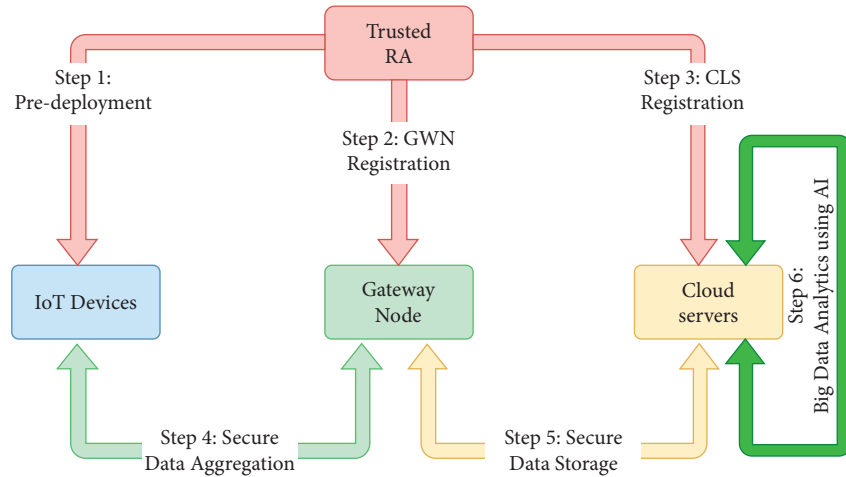 Trusted
RA
Step 1:
Pre-deployment
Step 2: GWN
Registration
Step 3: CLS
Registration
IoT Devices
Gateway
Node
Cloud
servers
Step 6:
Big Data Analytics using AI
Step 4: Secure
Data Aggregation
Step 5: Secure
Data Storage